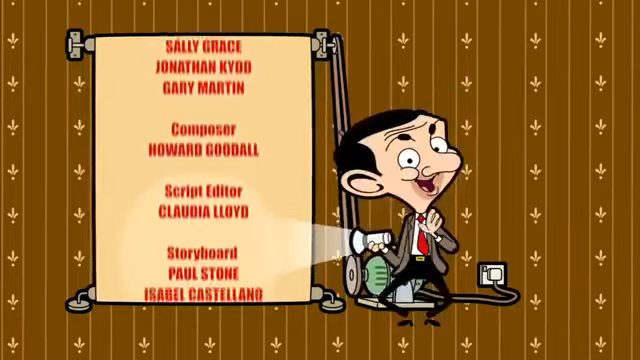 SALLY GRACE
JONATHAN KYDD
GARY MARTIN
Composer
HOWARD GOODALL
Script Editor
CLAUDIA LLOYD
Storyboard
PAUL STONE
ISABEL CASTELLANO